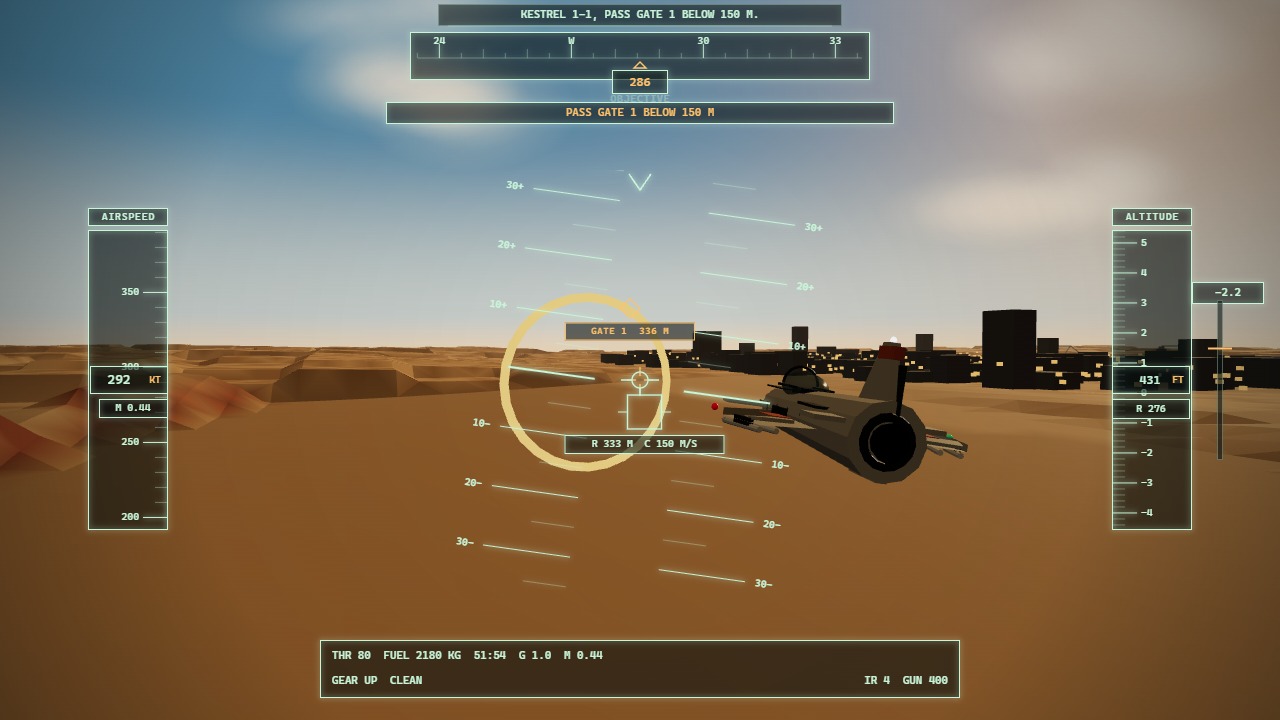 KESTREL 1-1, PASS GATE 1 BELOW 150 M.
24 W 30 33
286
OBJECTIVE
PASS GATE 1 BELOW 150 M
AIRSPEED
350
300
292 KT
M 0.44
250
200
30+ 30+
20+ 20+
10+ 10+
GATE 1 336 M
R 333 M C 150 M/S
10- 10-
20- 20-
30- 30-
ALTITUDE
5
4
3
2
1
431 FT
0
R 276
-1
-2
-3
-4
-2.2
THR 80 FUEL 2180 KG 51:54 G 1.0 M 0.44
GEAR UP CLEAN IR 4 GUN 400